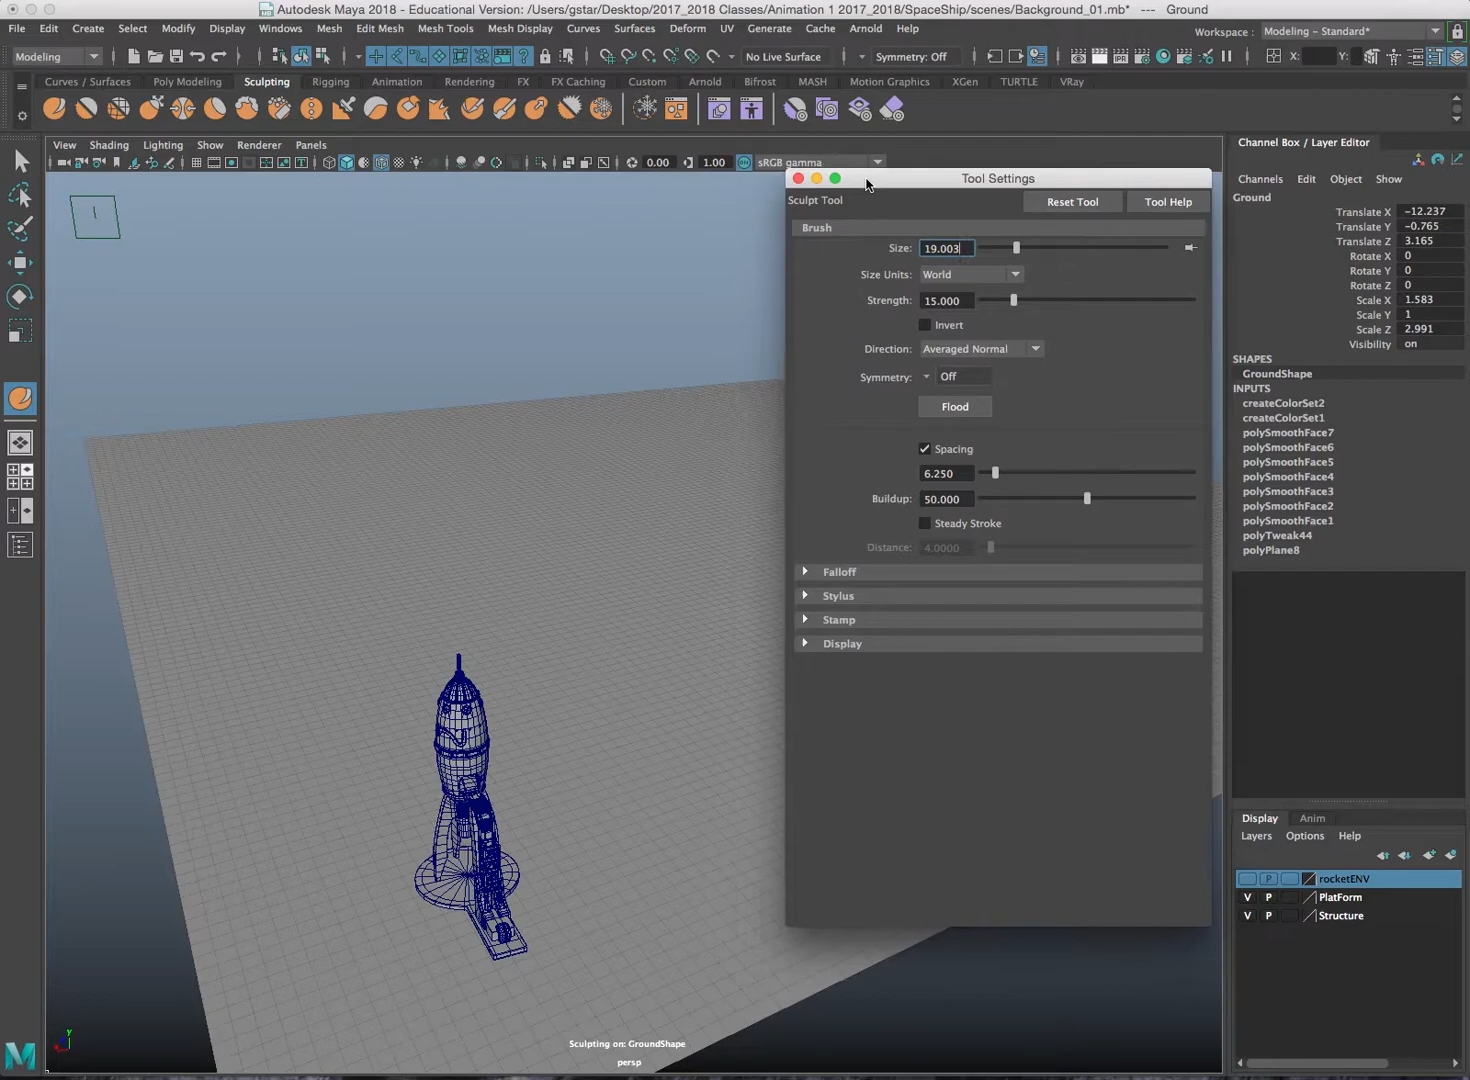 Autodesk Maya 2018 - Educational Version: /Users/gstar/Desktop/2017_2018 Classes/Animation 1 2017_2018/SpaceShip/scenes/Background_01.mb* --- Ground
File Edit Create Select Modify Display Windows Mesh Edit Mesh Mesh Tools Mesh Display Curves Surfaces Deform UV Generate Cache Arnold Help
Workspace : Modeling - Standard*
Modeling
No Live Surface
Symmetry: Off
X:
Y:
Curves / Surfaces Poly Modeling Sculpting Rigging Animation Rendering FX FX Caching Custom Arnold Bifrost MASH Motion Graphics XGen TURTLE VRay
View Shading Lighting Show Renderer Panels
0.00
1.00
sRGB gamma
Tool Settings
Sculpt Tool
Reset Tool
Tool Help
Brush
Size: 19.003
Size Units: World
Strength: 15.000
Invert
Direction: Averaged Normal
Symmetry: Off
Flood
Spacing
6.250
Buildup: 50.000
Steady Stroke
Distance: 4.0000
Falloff
Stylus
Stamp
Display
Sculpting on: GroundShape
persp
Channel Box / Layer Editor
Channels Edit Object Show
Ground
Translate X -12.237
Translate Y -0.765
Translate Z 3.165
Rotate X 0
Rotate Y 0
Rotate Z 0
Scale X 1.583
Scale Y 1
Scale Z 2.991
Visibility on
SHAPES
GroundShape
INPUTS
createColorSet2
createColorSet1
polySmoothFace7
polySmoothFace6
polySmoothFace5
polySmoothFace4
polySmoothFace3
polySmoothFace2
polySmoothFace1
polyTweak44
polyPlane8
Display Anim
Layers Options Help
P rocketENV
V P PlatForm
V P Structure